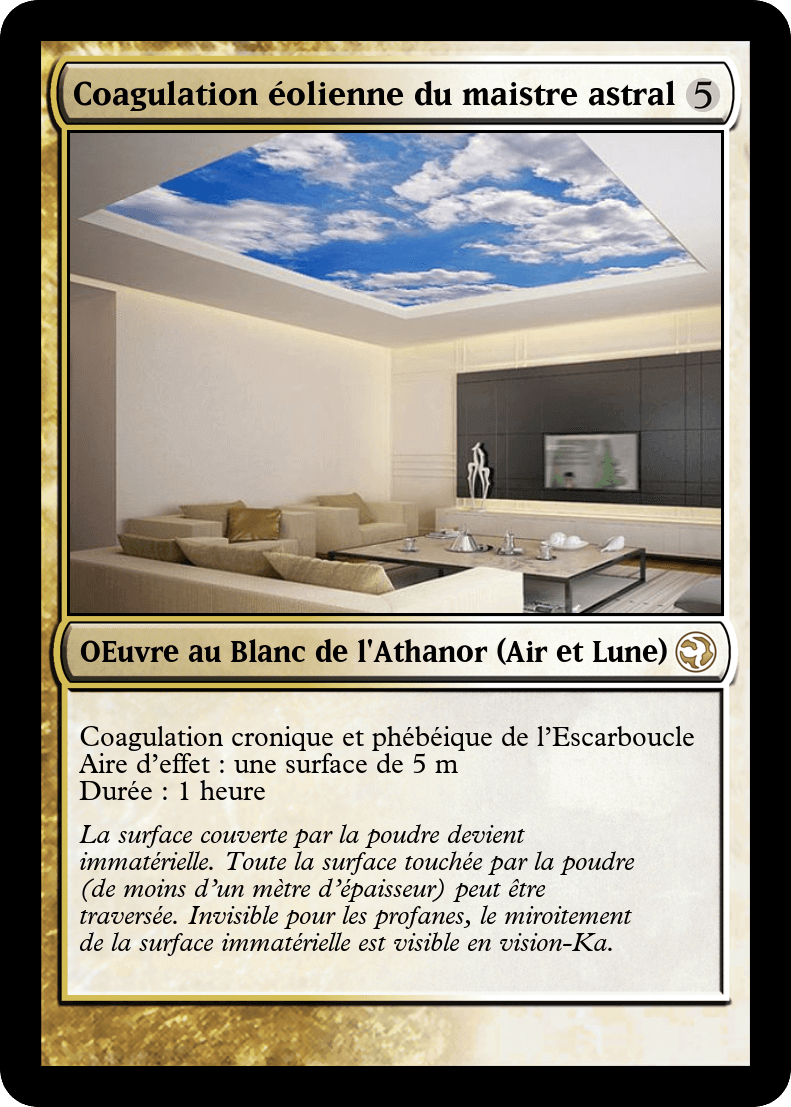 Coagulation éolienne du maistre astral 5
OEuvre au Blanc de l'Athanor (Air et Lune)
Coagulation cronique et phébéique de l’Escarboucle
Aire d’effet : une surface de 5 m
Durée : 1 heure
La surface couverte par la poudre devient
immatérielle. Toute la surface touchée par la poudre
(de moins d’un mètre d’épaisseur) peut être
traversée. Invisible pour les profanes, le miroitement
de la surface immatérielle est visible en vision-Ka.